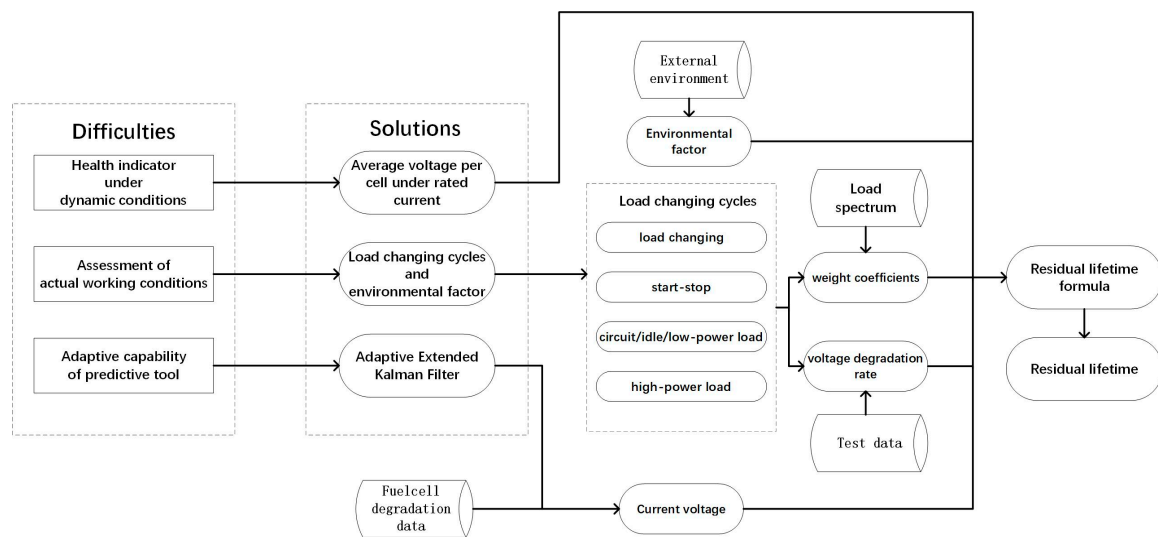 Difficulties
Health indicator
under
dynamic conditions
Assessment of
actual working conditions
Adaptive capability
of predictive tool
Solutions
Average voltage per
cell under rated
current
Load changing cycles
and
environmental factor
Adaptive Extended
Kalman Filter
Fuelcell
degradation
data
External
environment
Environmental
factor
Load changing cycles
load changing
start-stop
circuit/idle/low-power load
high-power load
Load
spectrum
weight coefficients
voltage degradation
rate
Test data
Current voltage
Residual lifetime
formula
Residual lifetime